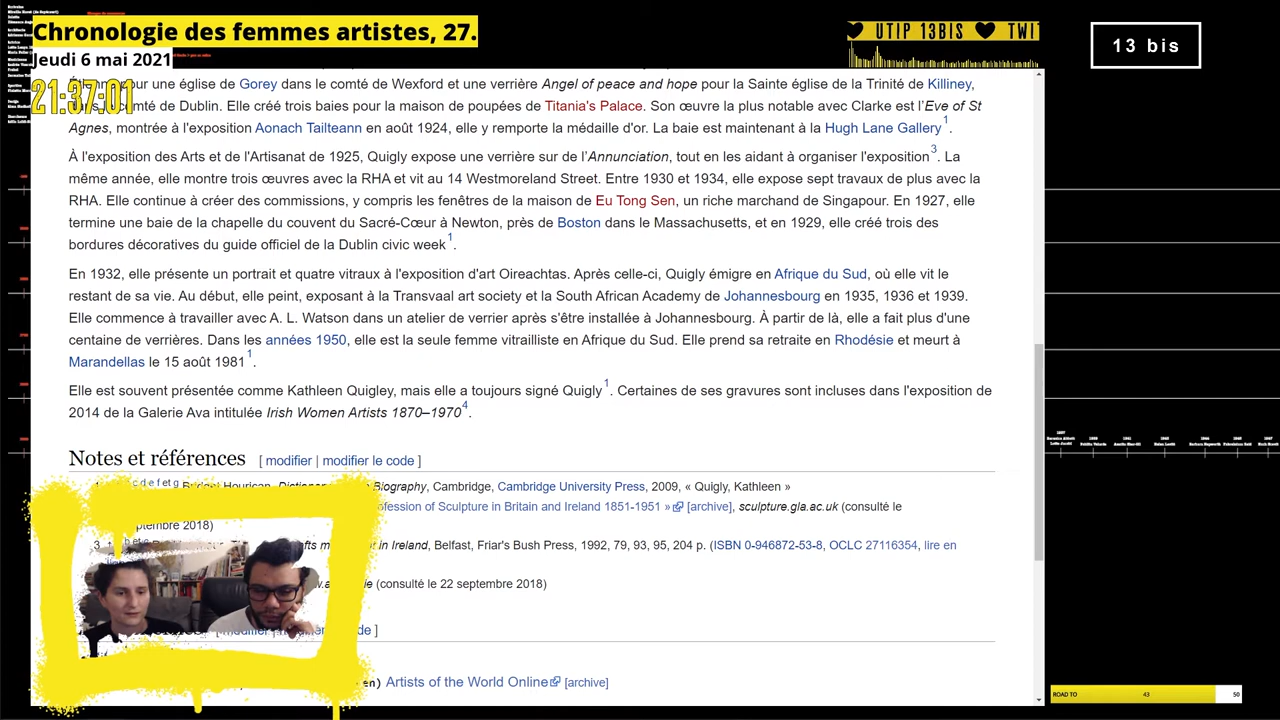 Chronologie des femmes artistes, 27.
Jeudi 6 mai 2021
21:37:01
UTIP 13BIS
TWI
13 bis
pour une église de Gorey dans le comté de Wexford et une verrière Angel of peace and hope pour la Sainte église de la Trinité de Killiney,
comté de Dublin. Elle créé trois baies pour la maison de poupées de Titania's Palace. Son œuvre la plus notable avec Clarke est l'Eve of St
Agnes, montrée à l'exposition Aonach Tailteann en août 1924, elle y remporte la médaille d'or. La baie est maintenant à la Hugh Lane Gallery1.
À l'exposition des Arts et de l'Artisanat de 1925, Quigly expose une verrière sur de l'Annunciation, tout en les aidant à organiser l'exposition3. La
même année, elle montre trois œuvres avec la RHA et vit au 14 Westmoreland Street. Entre 1930 et 1934, elle expose sept travaux de plus avec la
RHA. Elle continue à créer des commissions, y compris les fenêtres de la maison de Eu Tong Sen, un riche marchand de Singapour. En 1927, elle
termine une baie de la chapelle du couvent du Sacré-Cœur à Newton, près de Boston dans le Massachusetts, et en 1929, elle créé trois des
bordures décoratives du guide officiel de la Dublin civic week1.
En 1932, elle présente un portrait et quatre vitraux à l'exposition d'art Oireachtas. Après celle-ci, Quigly émigre en Afrique du Sud, où elle vit le
restant de sa vie. Au début, elle peint, exposant à la Transvaal art society et la South African Academy de Johannesbourg en 1935, 1936 et 1939.
Elle commence à travailler avec A. L. Watson dans un atelier de verrier après s'être installée à Johannesbourg. À partir de là, elle a fait plus d'une
centaine de verrières. Dans les années 1950, elle est la seule femme vitrailliste en Afrique du Sud. Elle prend sa retraite en Rhodésie et meurt à
Marandellas le 15 août 19811.
Elle est souvent présentée comme Kathleen Quigley, mais elle a toujours signé Quigly1. Certaines de ses gravures sont incluses dans l'exposition de
2014 de la Galerie Ava intitulée Irish Women Artists 1870–19704.
Notes et références [ modifier | modifier le code ]
c d e f et g Hourican, Biography, Cambridge, Cambridge University Press, 2009, « Quigly, Kathleen »
of Sculpture in Britain and Ireland 1851-1951 » [archive], sculpture.gla.ac.uk (consulté le
septembre 2018)
3. in Ireland, Belfast, Friar's Bush Press, 1992, 79, 93, 95, 204 p. (ISBN 0-946872-53-8, OCLC 27116354, lire en
(consulté le 22 septembre 2018)
Artists of the World Online [archive]
ROAD TO 43 50